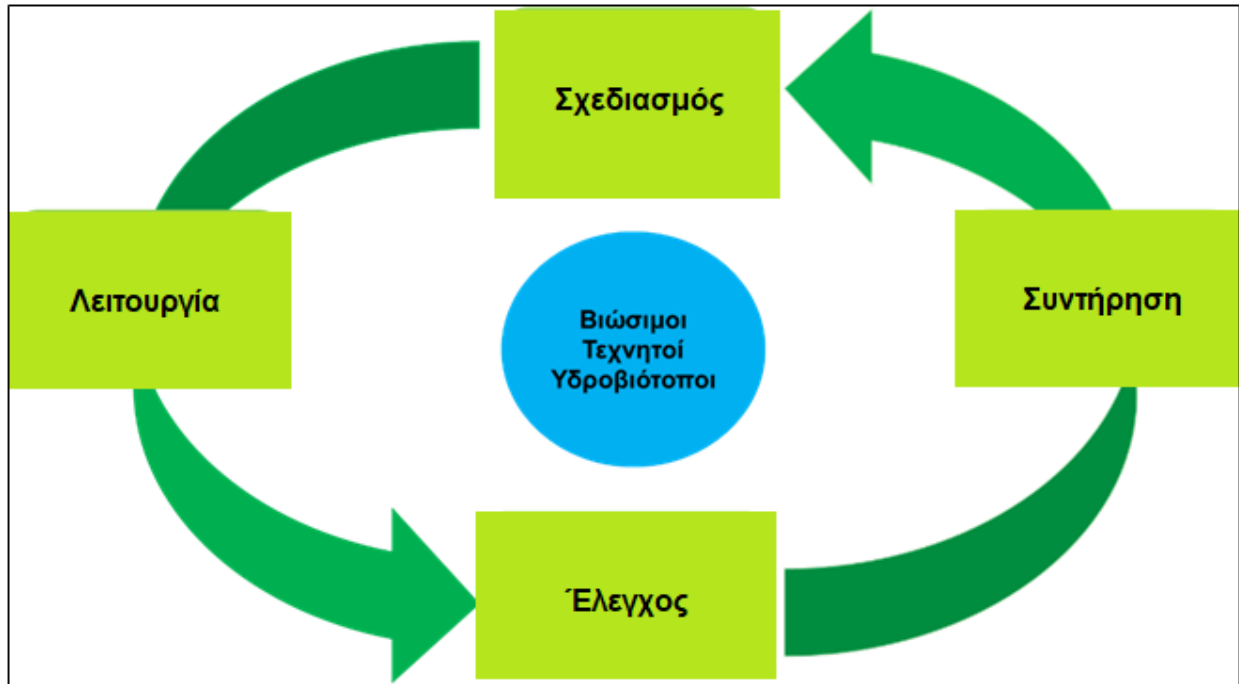 Σχεδιασμός
Λειτουργία
Συντήρηση
Βιώσιμοι
Τεχνητοί
Υδροβιότοποι
Έλεγχος